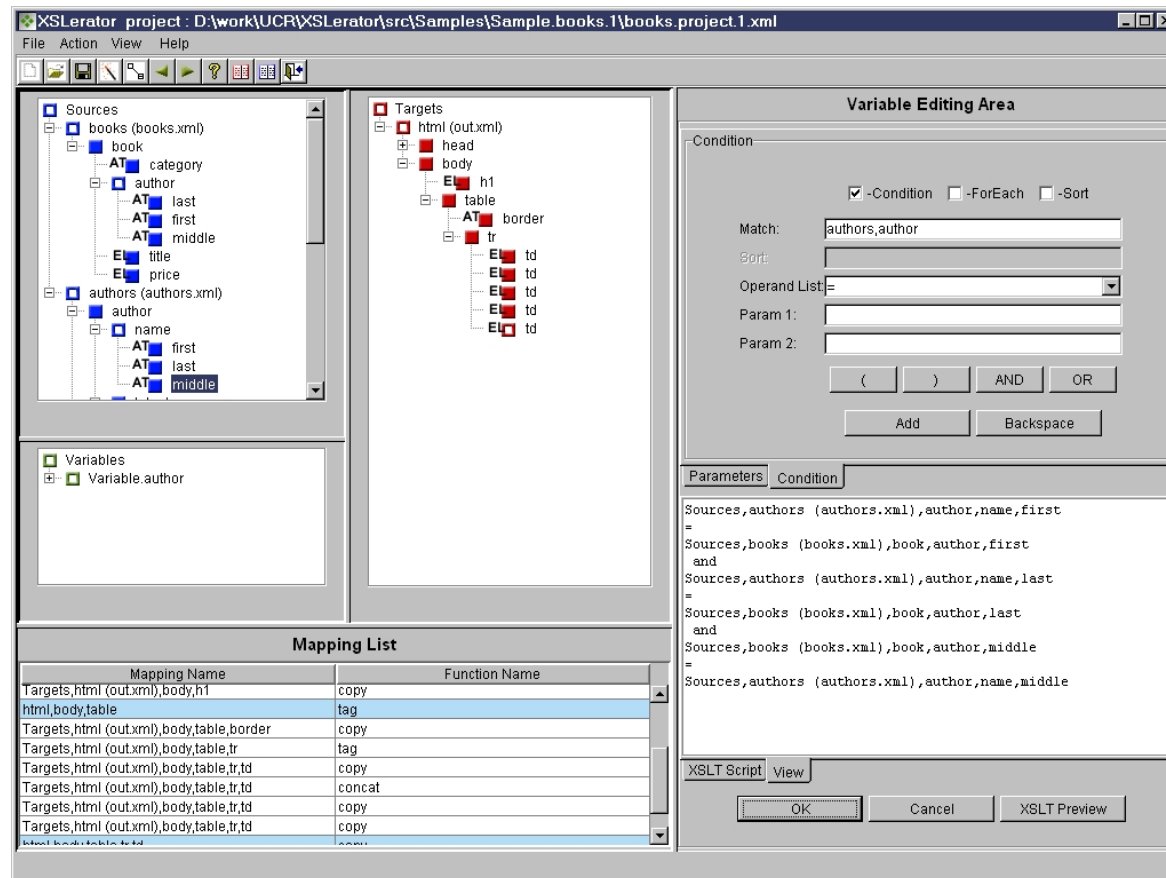 XSLerator project : D:\work\UCR\XSLerator\src\Samples\Sample.books.1\books.project.1.xml
File Action View Help
Sources
books (books.xml)
book
AT category
author
AT last
AT first
AT middle
EL title
EL price
authors (authors.xml)
author
name
AT first
AT last
AT middle
Variables
Variable.author
Targets
html (out.xml)
head
body
EL h1
table
AT border
tr
EL td
EL td
EL td
EL td
EL td
Mapping List
Mapping Name Function Name
Targets,html (out.xml),body,h1 copy
html,body,table tag
Targets,html (out.xml),body,table,border copy
Targets,html (out.xml),body,table,tr tag
Targets,html (out.xml),body,table,tr,td copy
Targets,html (out.xml),body,table,tr,td concat
Targets,html (out.xml),body,table,tr,td copy
Targets,html (out.xml),body,table,tr,td copy
html,body,table,tr,td copy
Variable Editing Area
Condition
-Condition -ForEach -Sort
Match: authors,author
Sort:
Operand List: =
Param 1:
Param 2:
( ) AND OR
Add Backspace
Parameters Condition
Sources,authors (authors.xml),author,name,first
=
Sources,books (books.xml),book,author,first
and
Sources,authors (authors.xml),author,name,last
=
Sources,books (books.xml),book,author,last
and
Sources,books (books.xml),book,author,middle
=
Sources,authors (authors.xml),author,name,middle
XSLT Script View
OK Cancel XSLT Preview